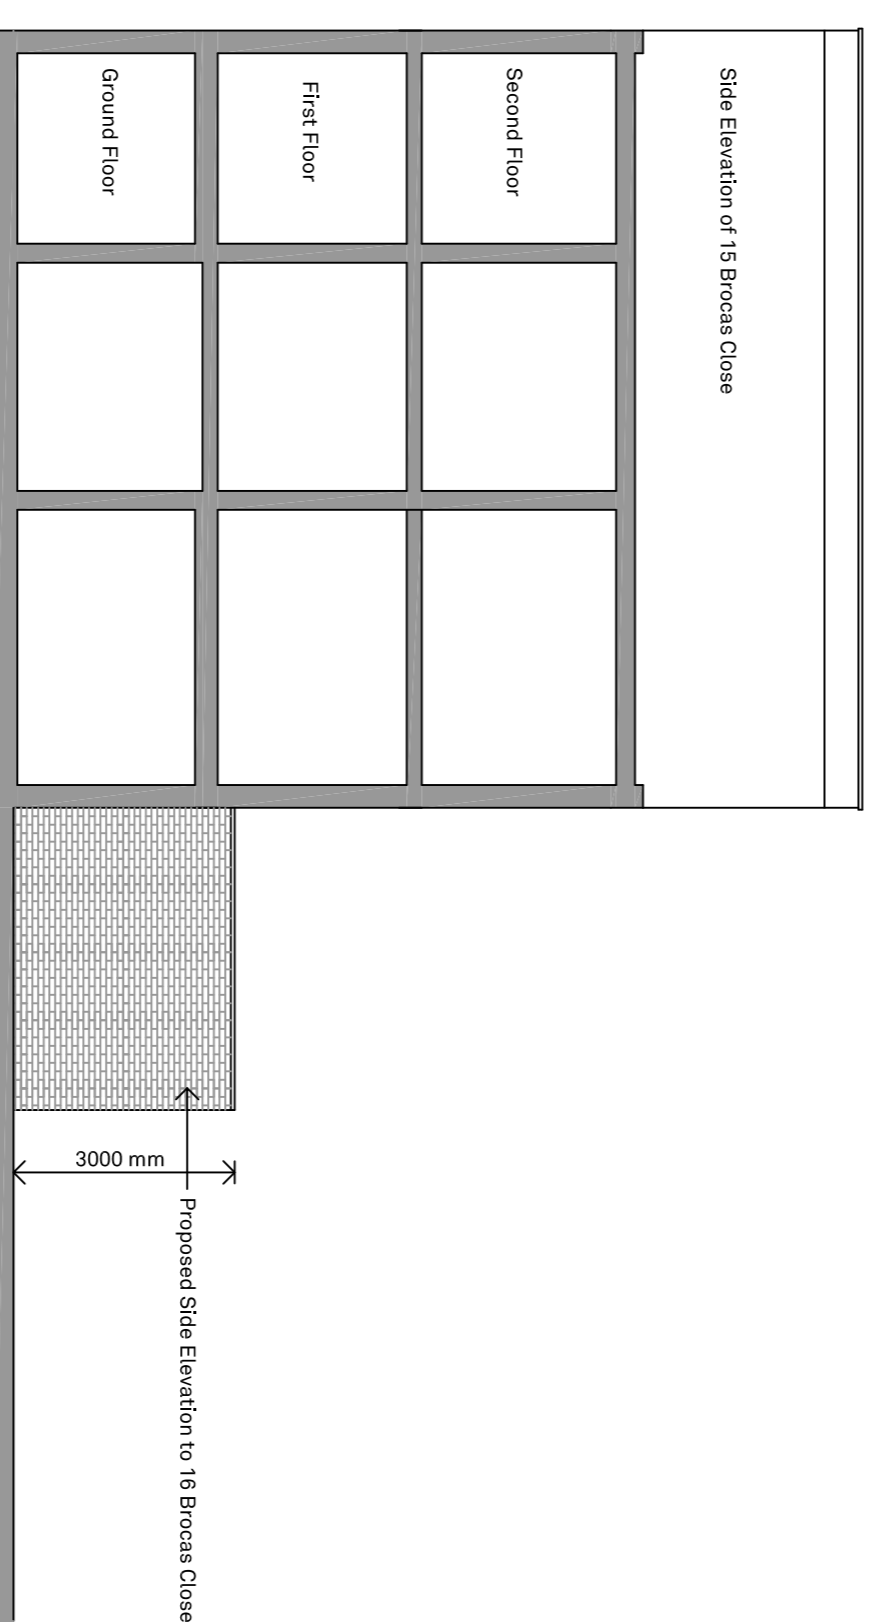 Side Elevation of 15 Brocas Close
Second Floor
First Floor
Ground Floor
3000 mm
Proposed Side Elevation to 16 Brocas Close